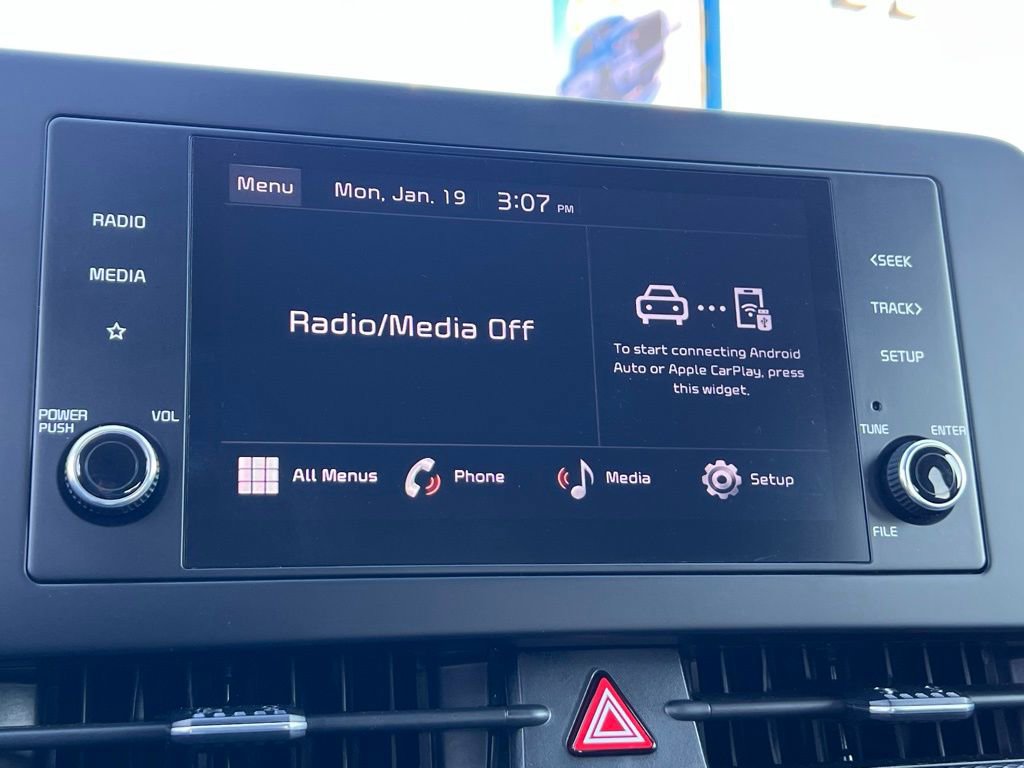 Menu
Mon, Jan. 19
3:07 PM
RADIO
MEDIA
POWER
PUSH
VOL
Radio/Media Off
To start connecting Android
Auto or Apple CarPlay, press
this widget.
All Menus
Phone
Media
Setup
<SEEK
TRACK>
SETUP
TUNE
ENTER
FILE